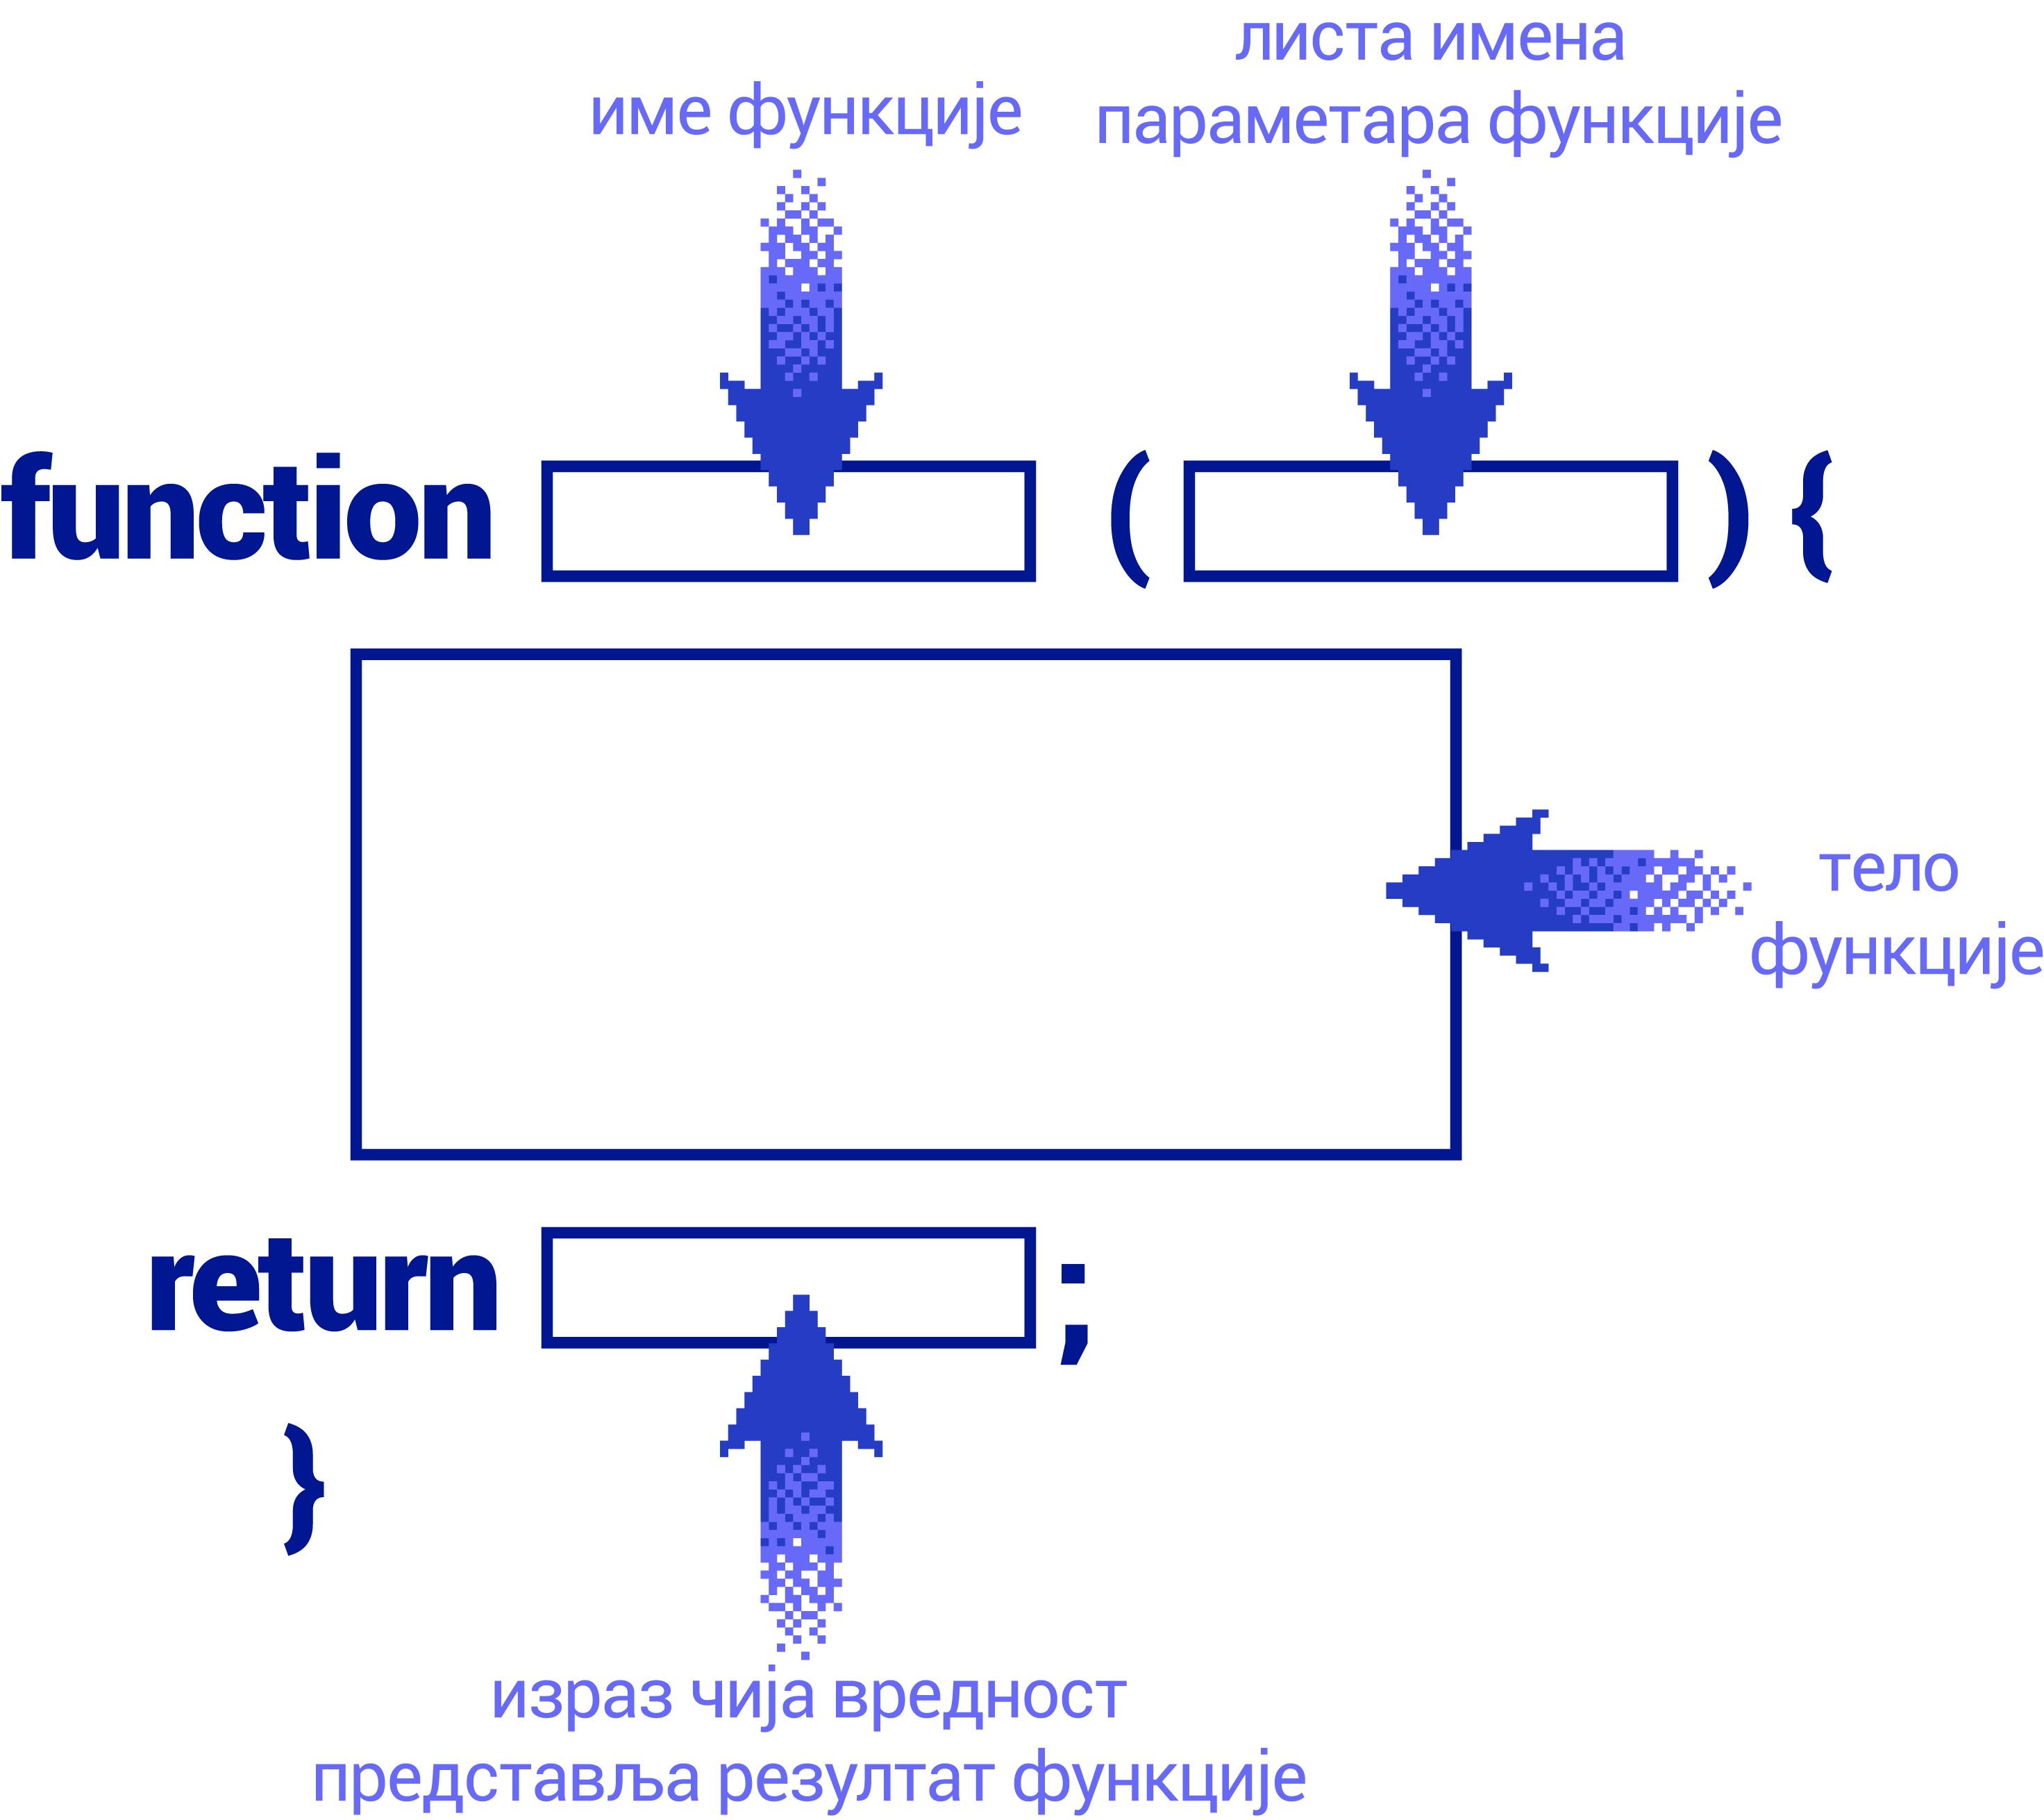 листа имена
име функције
параметара функције
function ( ) {
тело
функције
return ;
}
израз чија вредност
представља резултат функције